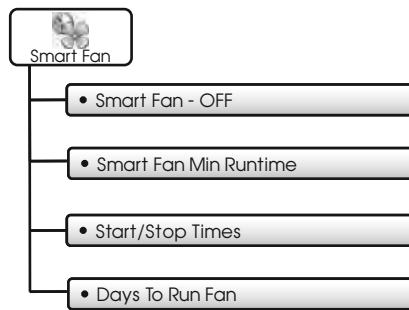 Smart Fan
• Smart Fan - OFF
• Smart Fan Min Runtime
• Start/Stop Times
• Days To Run Fan